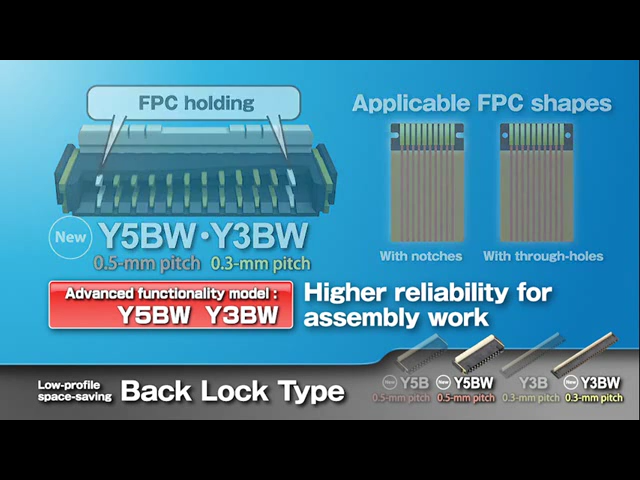 FPC holding
Applicable FPC shapes
With notches
With through-holes
New Y5BW・Y3BW
0.5-mm pitch 0.3-mm pitch
Advanced functionality model :
Y5BW Y3BW
Higher reliability for
assembly work
Low-profile
space-saving
Back Lock Type
New Y5B
0.5-mm pitch
New Y5BW
0.5-mm pitch
Y3B
0.3-mm pitch
New Y3BW
0.3-mm pitch